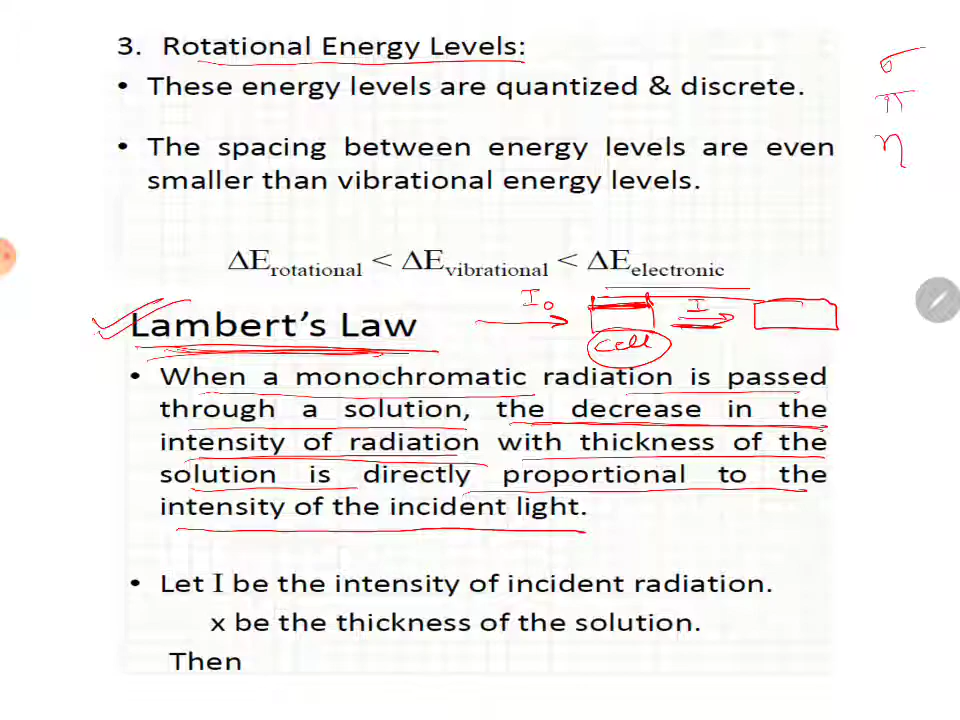 3. Rotational Energy Levels:
• These energy levels are quantized & discrete.
• The spacing between energy levels are even
smaller than vibrational energy levels.
ΔErotational < ΔEvibrational < ΔEelectronic
σ
π
η
I₀
I
cell
Lambert's Law
• When a monochromatic radiation is passed
through a solution, the decrease in the
intensity of radiation with thickness of the
solution is directly proportional to the
intensity of the incident light.
• Let I be the intensity of incident radiation.
x be the thickness of the solution.
Then